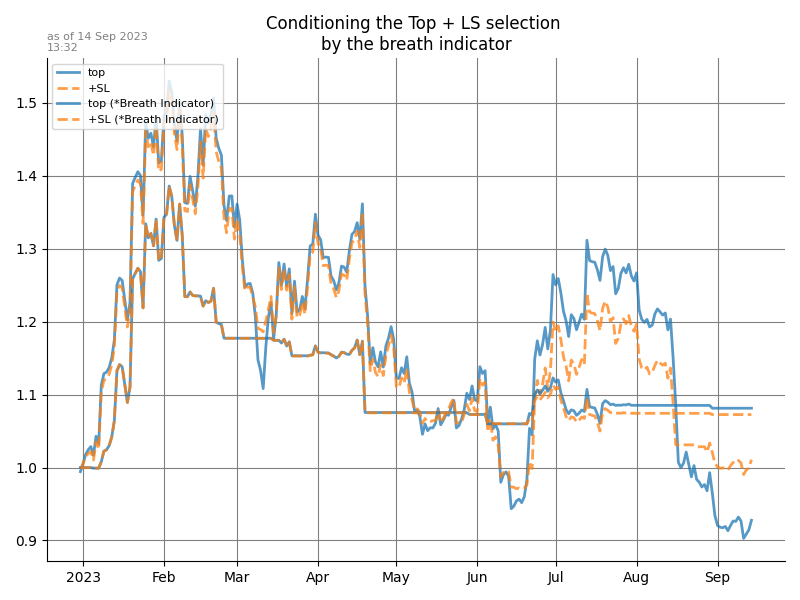 Conditioning the Top + LS selection
by the breath indicator
as of 14 Sep 2023
13:32
top
+SL
top (*Breath Indicator)
+SL (*Breath Indicator)
1.5
1.4
1.3
1.2
1.1
1.0
0.9
2023 Feb Mar Apr May Jun Jul Aug Sep